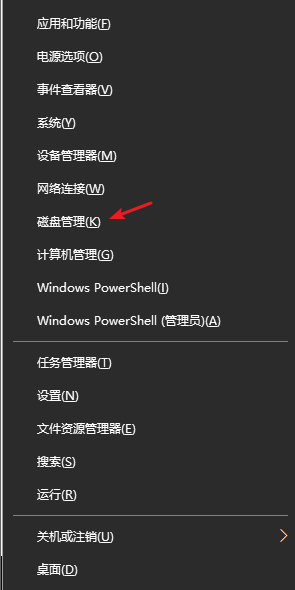 应用和功能(F)
电源选项(O)
事件查看器(V)
系统(Y)
设备管理器(M)
网络连接(W)
磁盘管理(K)
计算机管理(G)
Windows PowerShell(I)
Windows PowerShell (管理员)(A)
任务管理器(T)
设置(N)
文件资源管理器(E)
搜索(S)
运行(R)
关机或注销(U)
桌面(D)